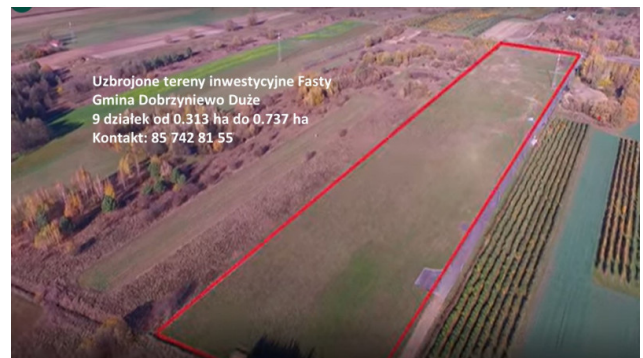 Uzbrojone tereny inwestycyjne Fasty
Gmina Dobrzyniewo Duże
9 działek od 0.313 ha do 0.737 ha
Kontakt: 85 742 81 55